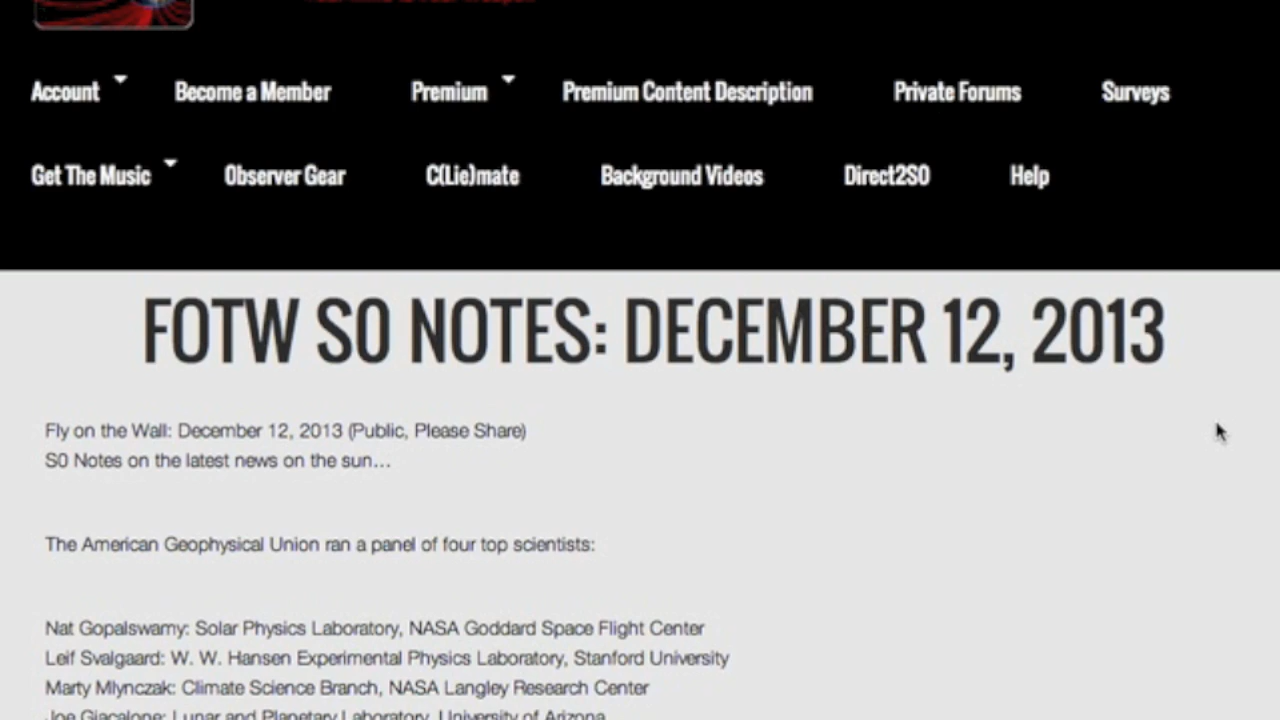 Account Become a Member Premium Premium Content Description Private Forums Surveys
Get The Music Observer Gear C(Lie)mate Background Videos Direct2SO Help
FOTW S0 NOTES: DECEMBER 12, 2013
Fly on the Wall: December 12, 2013 (Public, Please Share)
S0 Notes on the latest news on the sun…
The American Geophysical Union ran a panel of four top scientists:
Nat Gopalswamy: Solar Physics Laboratory, NASA Goddard Space Flight Center
Leif Svalgaard: W. W. Hansen Experimental Physics Laboratory, Stanford University
Marty Mlynczak: Climate Science Branch, NASA Langley Research Center
Joe Giacalone: Lunar and Planetary Laboratory, University of Arizona